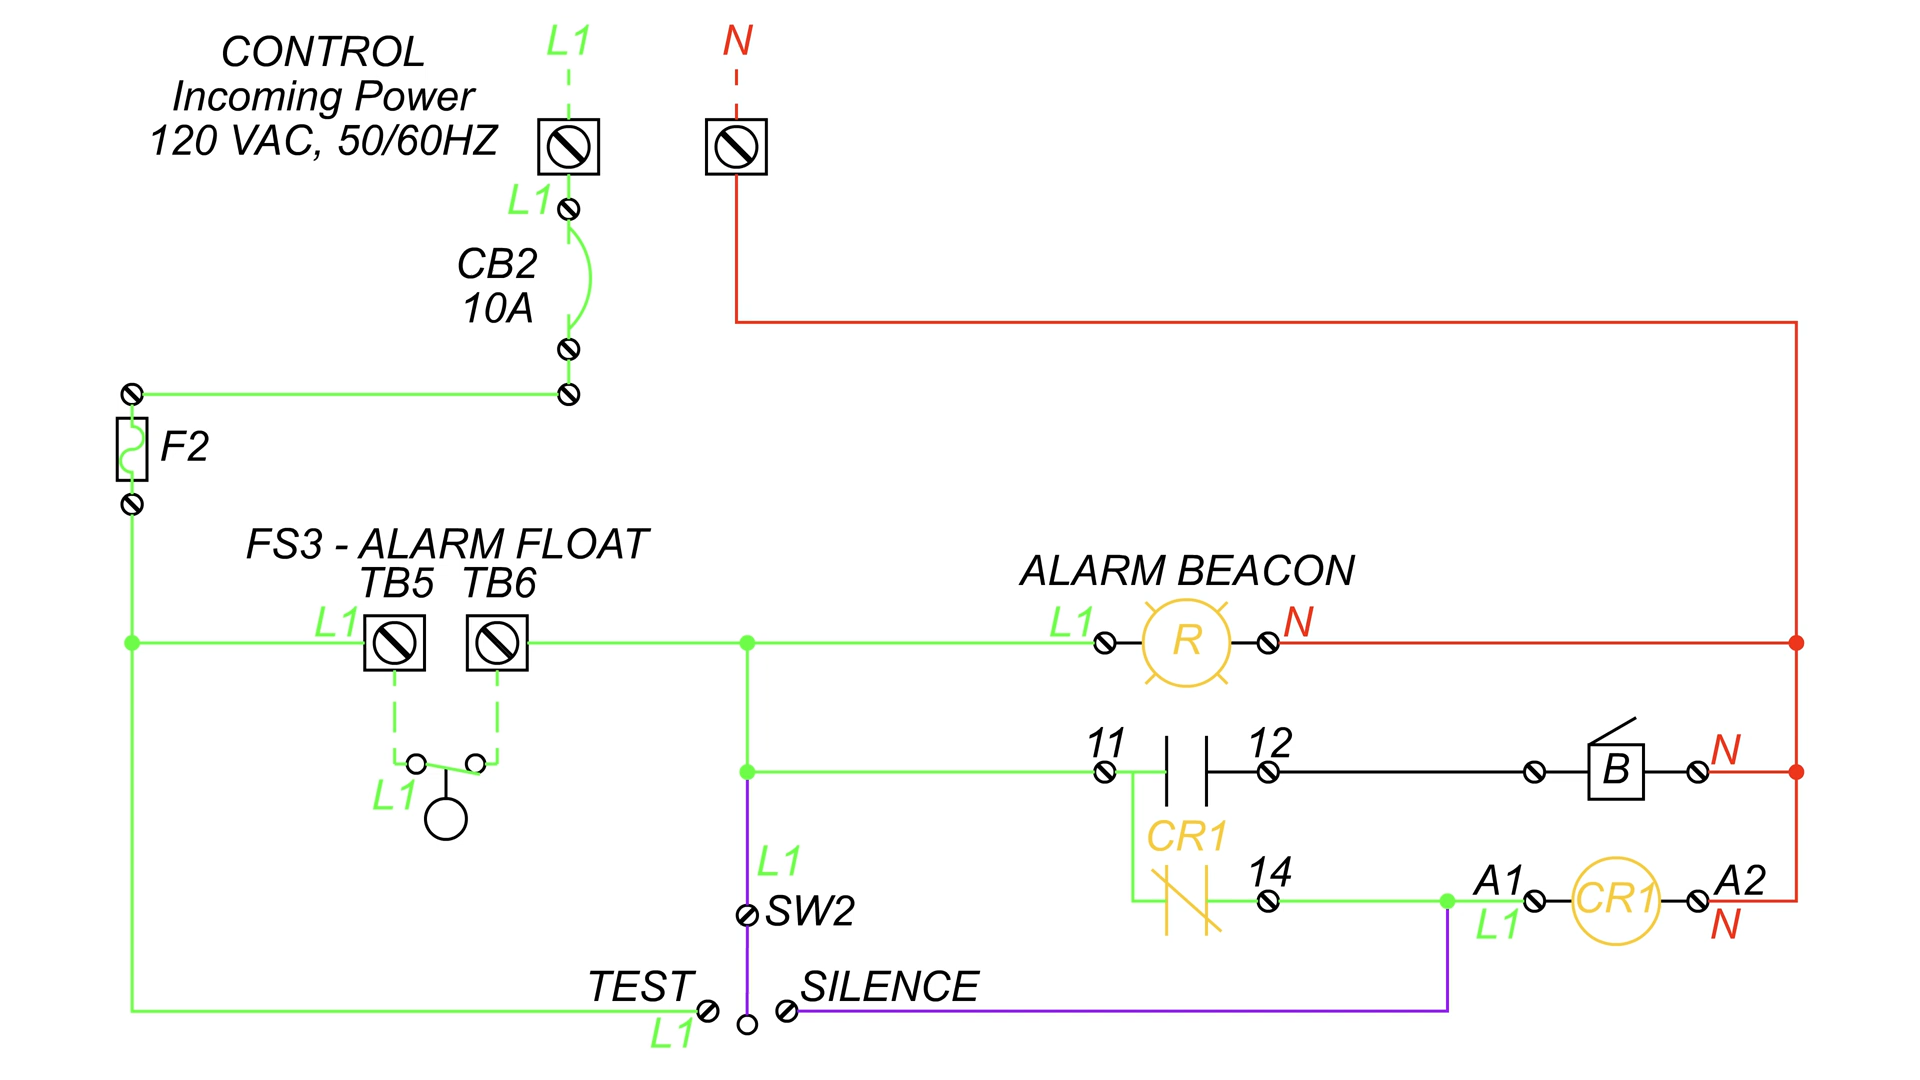 CONTROL
Incoming Power
120 VAC, 50/60HZ
L1
N
L1
CB2
10A
F2
FS3 - ALARM FLOAT
TB5 TB6
L1
L1
ALARM BEACON
L1
R
N
11
12
B
N
CR1
14
A1
L1
CR1
A2
N
L1
SW2
TEST
L1
SILENCE